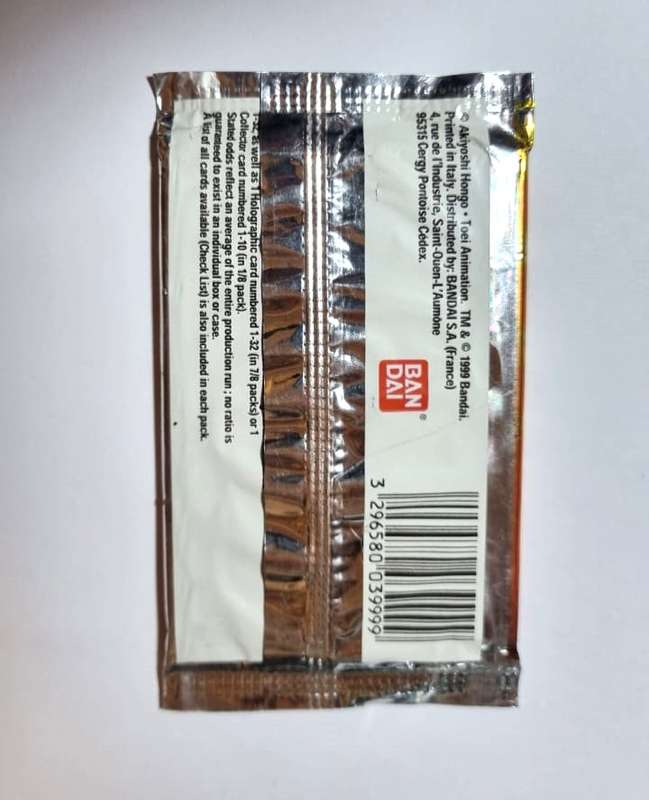 © Akiyoshi Hongo • Toei Animation. TM & © 1999 Bandai.
Printed in Italy. Distributed by: BANDAI S.A. (France)
4, rue de l'Industrie, Saint-Ouen-L'Aumône
95315 Cergy Pontoise Cédex.
BAN
DAI
®
3 296580 039999
1-52, as well as 1 Holographic card numbered 1-32 (in 7/8 packs) or 1
Collector card numbered 1-10 (in 1/8 pack).
Stated odds reflect an average of the entire production run ; no ratio is
guaranteed to exist in an individual box or case.
A list of all cards available (Check List) is also included in each pack.